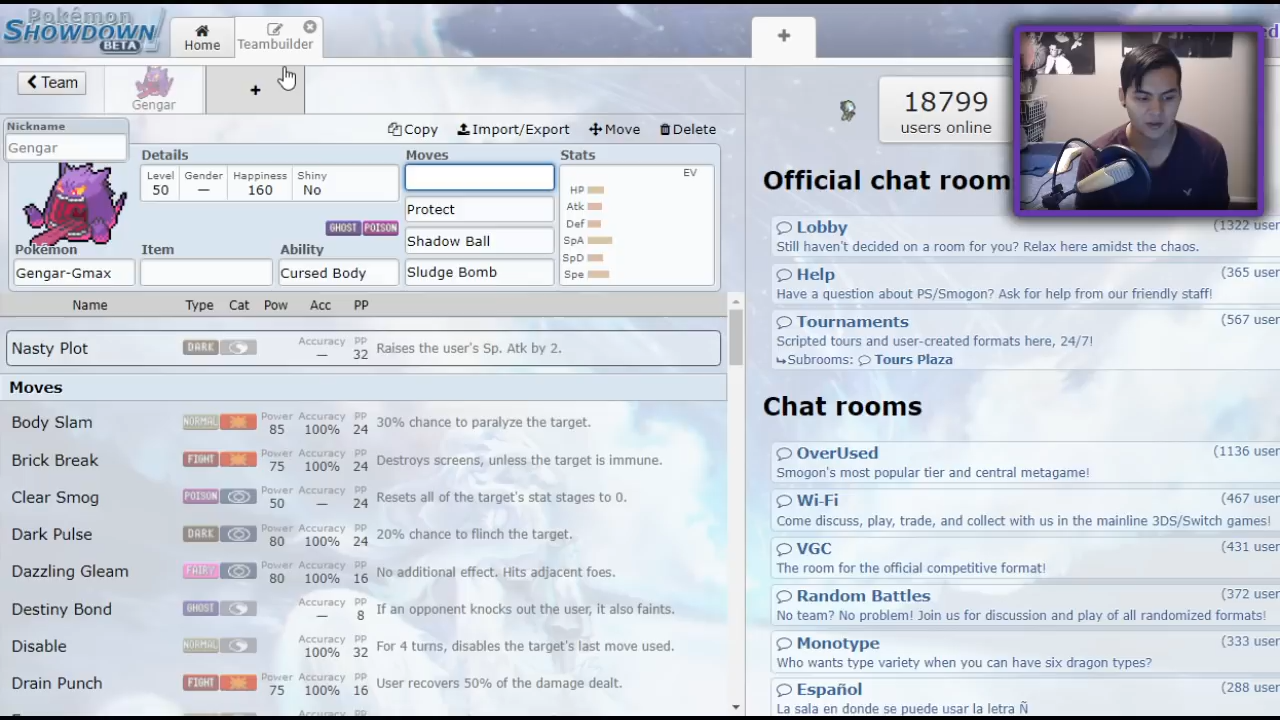 Pokémon
SHOWDOWN
BETA
Home
Teambuilder
+
Team
Gengar
+
18799
users online
Nickname
Gengar
Copy
Import/Export
Move
Delete
Details
Moves
Stats
Level
50
Gender
—
Happiness
160
Shiny
No
EV
HP
Protect
Atk
Def
GHOST
POISON
Shadow Ball
SpA
Pokémon
Item
Ability
SpD
Gengar-Gmax
Cursed Body
Sludge Bomb
Spe
Name
Type
Cat
Pow
Acc
PP
Nasty Plot
DARK
Accuracy
—
PP
32
Raises the user's Sp. Atk by 2.
Moves
Body Slam
NORMAL
Power
85
Accuracy
100%
PP
24
30% chance to paralyze the target.
Brick Break
FIGHT
Power
75
Accuracy
100%
PP
24
Destroys screens, unless the target is immune.
Clear Smog
POISON
Power
50
Accuracy
—
PP
24
Resets all of the target's stat stages to 0.
Dark Pulse
DARK
Power
80
Accuracy
100%
PP
24
20% chance to flinch the target.
Dazzling Gleam
FAIRY
Power
80
Accuracy
100%
PP
16
No additional effect. Hits adjacent foes.
Destiny Bond
GHOST
Accuracy
—
PP
8
If an opponent knocks out the user, it also faints.
Disable
NORMAL
Accuracy
100%
PP
32
For 4 turns, disables the target's last move used.
Drain Punch
FIGHT
Power
75
Accuracy
100%
PP
16
User recovers 50% of the damage dealt.
Official chat room
Lobby
(1322 user
Still haven't decided on a room for you? Relax here amidst the chaos.
Help
(365 user
Have a question about PS/Smogon? Ask for help from our friendly staff!
Tournaments
(567 user
Scripted tours and user-created formats here, 24/7!
↳Subrooms: Tours Plaza
Chat rooms
OverUsed
(1136 user
Smogon's most popular tier and central metagame!
Wi-Fi
(467 user
Come discuss, play, trade, and collect with us in the mainline 3DS/Switch games!
VGC
(431 user
The room for the official competitive format!
Random Battles
(372 user
No team? No problem! Join us for discussion and play of all randomized formats!
Monotype
(333 user
Who wants type variety when you can have six dragon types?
Español
(288 user
La sala en donde se puede usar la letra Ñ